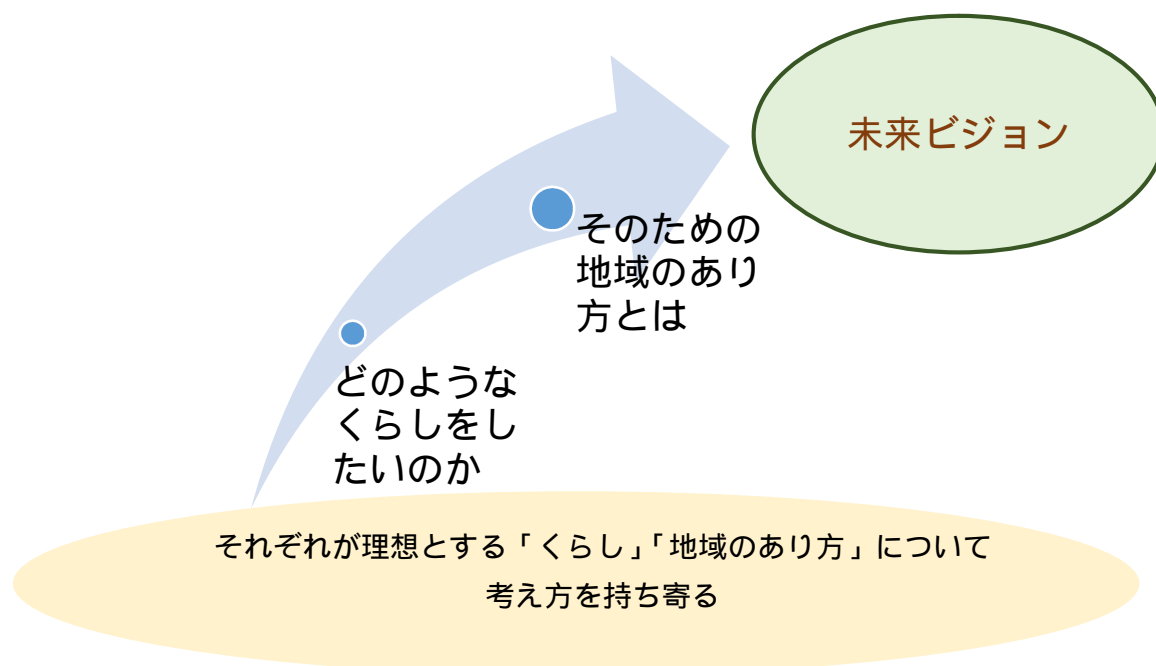 未来ビジョン
そのための
地域のあり
方とは
どのような
くらしをし
たいのか
それぞれが理想とする「くらし」「地域のあり方」について
考え方を持ち寄る